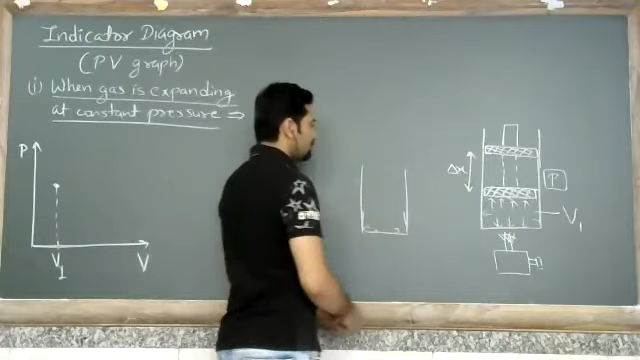 Indicator Diagram
(PV graph)
(i) When gas is expanding
at constant pressure ⇒
P
V₁
V
Δx
P
V₁